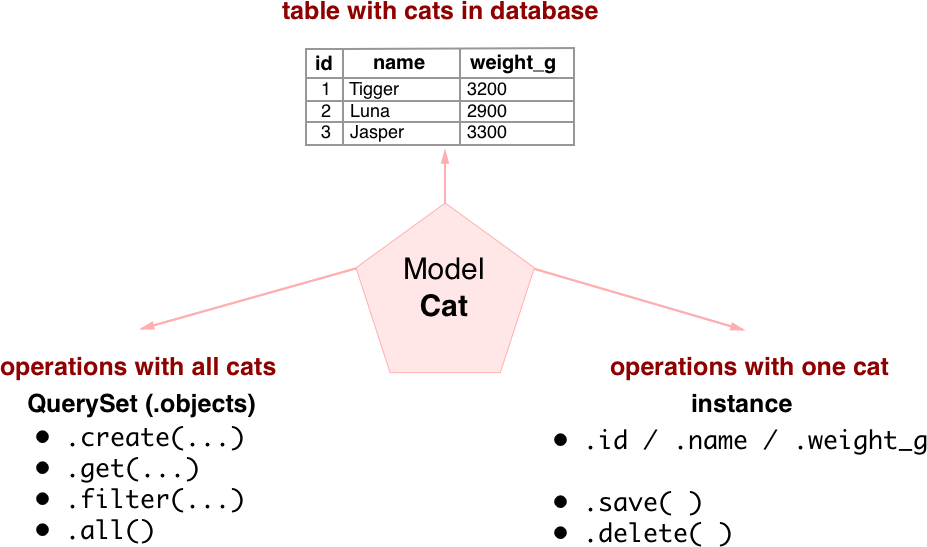 table with cats in database
id name weight_g
1 Tigger 3200
2 Luna 2900
3 Jasper 3300
Model
Cat
operations with all cats
QuerySet (.objects)
• .create(...)
• .get(...)
• .filter(...)
• .all()
operations with one cat
instance
• .id / .name / .weight_g
• .save( )
• .delete( )